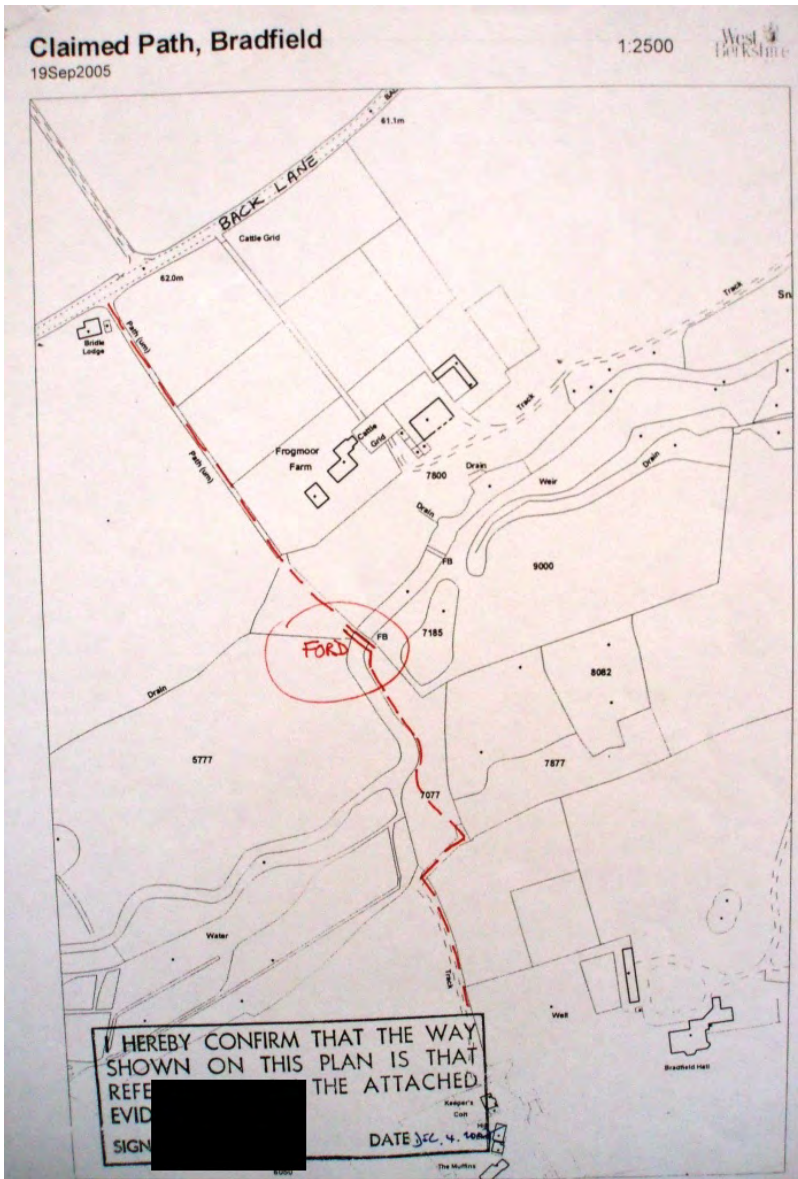 Claimed Path, Bradfield
19Sep2005
1:2500
West
Berkshire
61.1m
BACK LANE
Cattle Grid
62.0m
Track
Path (um)
Bridle
Lodge
Track
Cattle
Grid
Path (um)
Frogmoor
Farm
Drain
7800
Weir
Drain
Drain
FB
9000
FB
7185
FORD
8082
Drain
5777
7877
7077
Water
Track
Well
Bradfield Hall
I HEREBY CONFIRM THAT THE WAY
SHOWN ON THIS PLAN IS THAT
REFE THE ATTACHED
EVID
SIGN DATE DEC. 4.
Keeper's
Cott
The Muffins